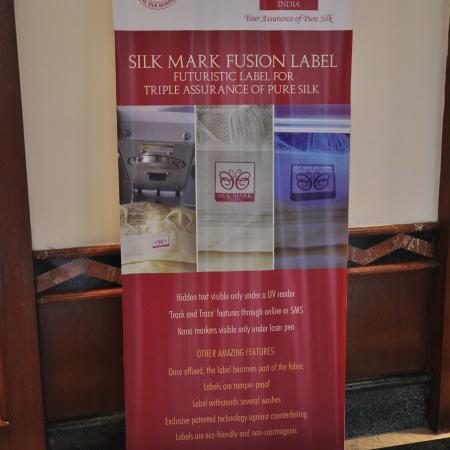 SILK BOARD
INDIA
Your Assurance of Pure Silk
SILK MARK FUSION LABEL
FUTURISTIC LABEL FOR
TRIPLE ASSURANCE OF PURE SILK
SILK MARK
Hidden text visible only under a UV reader
'Track and Trace' features through online or SMS
Nano markers visible only under laser pen
OTHER AMAZING FEATURES:
Once affixed, the label becomes part of the fabric
Labels are tamper-proof
Label withstands several washes
Exclusive patented technology against counterfeiting
Labels are eco-friendly and non-carcinogenic